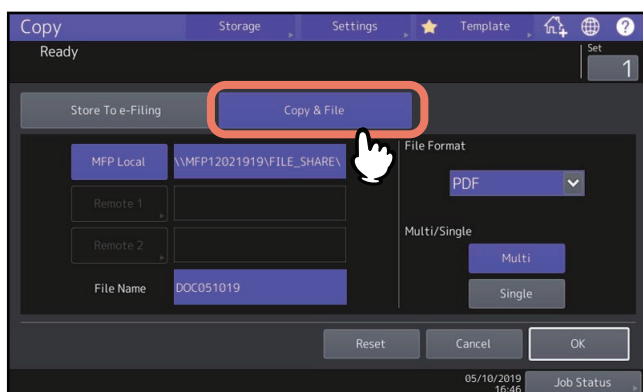 Copy
Storage
Settings
Template
?
Ready
Set
1
Store To e-Filing
Copy & File
MFP Local
\\MFP12021919\FILE_SHARE\
Remote 1
Remote 2
File Name
DOC051019
File Format
PDF
Multi/Single
Multi
Single
Reset
Cancel
OK
05/10/2019
16:46
Job Status